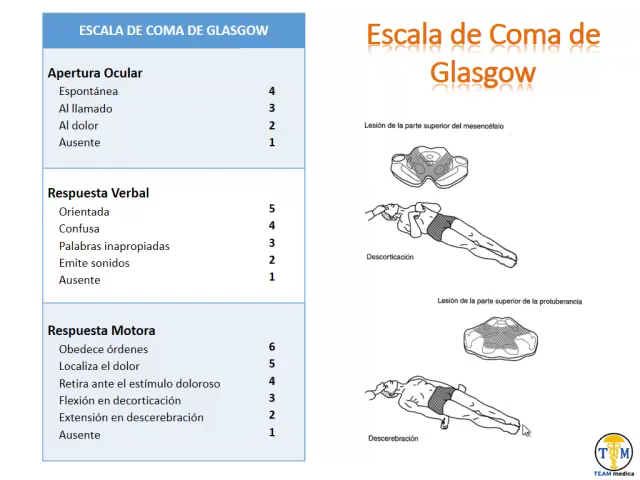 ESCALA DE COMA DE GLASGOW
Apertura Ocular
Espontánea 4
Al llamado 3
Al dolor 2
Ausente 1
Respuesta Verbal
Orientada 5
Confusa 4
Palabras inapropiadas 3
Emite sonidos 2
Ausente 1
Respuesta Motora
Obedece órdenes 6
Localiza el dolor 5
Retira ante el estímulo doloroso 4
Flexión en decorticación 3
Extensión en descerebración 2
Ausente 1
Escala de Coma de
Glasgow
Lesión de la parte superior del mesencéfalo
Descorticación
Lesión de la parte superior de la protuberancia
Descerebración
T M
TEAM medica